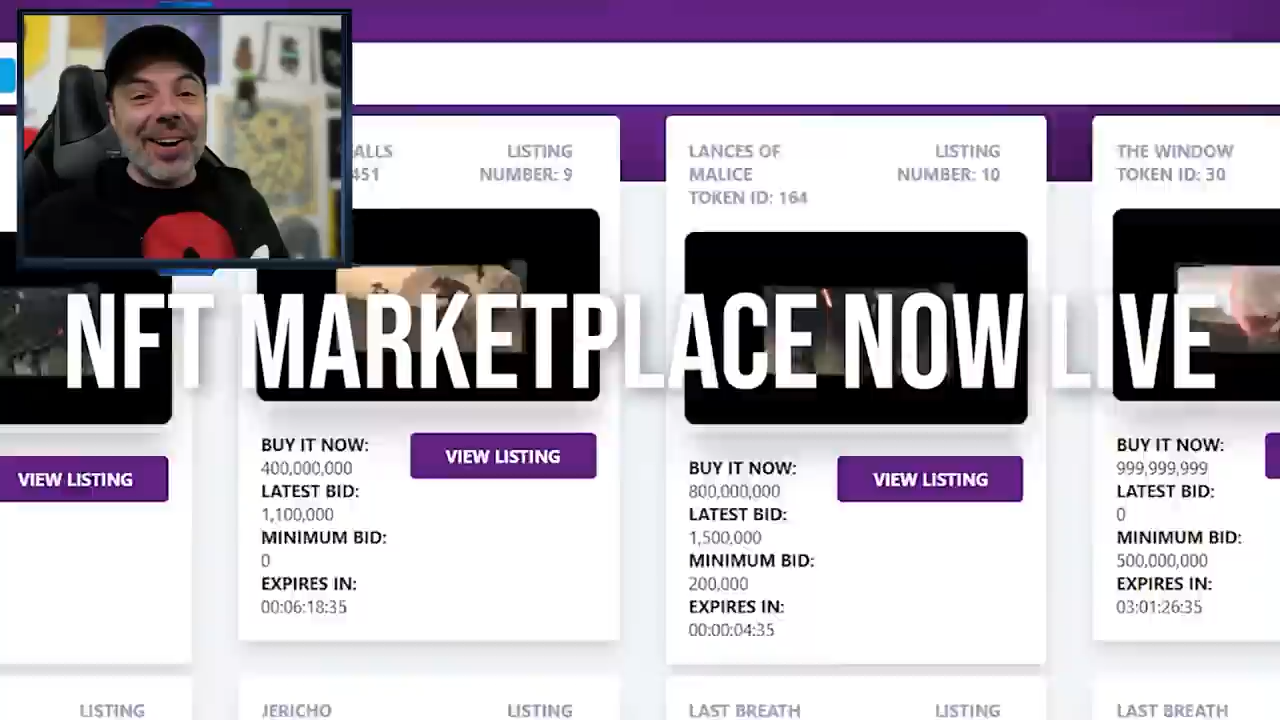 ALLS
451
LISTING
NUMBER: 9
LANCES OF
MALICE
TOKEN ID: 164
LISTING
NUMBER: 10
THE WINDOW
TOKEN ID: 30
NFT MARKETPLACE NOW LIVE
VIEW LISTING
BUY IT NOW:
400,000,000
LATEST BID:
1,100,000
MINIMUM BID:
0
EXPIRES IN:
00:06:18:35
VIEW LISTING
BUY IT NOW:
800,000,000
LATEST BID:
1,500,000
MINIMUM BID:
200,000
EXPIRES IN:
00:00:04:35
VIEW LISTING
BUY IT NOW:
999,999,999
LATEST BID:
0
MINIMUM BID:
500,000,000
EXPIRES IN:
03:01:26:35
LISTING
JERICHO
LISTING
LAST BREATH
LISTING
LAST BREATH